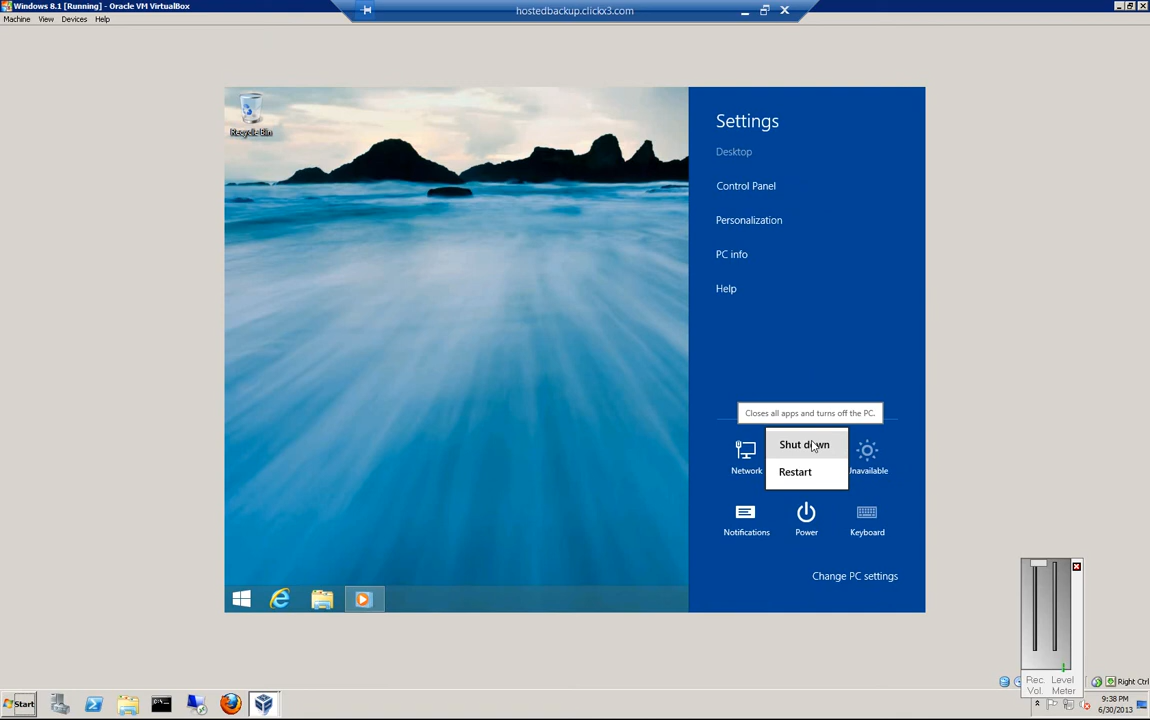 Windows 8.1 [Running] - Oracle VM VirtualBox
hostedbackup.clickx3.com
Machine View Devices Help
Recycle Bin
Settings
Desktop
Control Panel
Personalization
PC info
Help
Closes all apps and turns off the PC.
Shut down
Restart
Network
Unavailable
Notifications
Power
Keyboard
Change PC settings
Rec. Vol.
Level Meter
Right Ctrl
Start
9:38 PM
6/30/2013